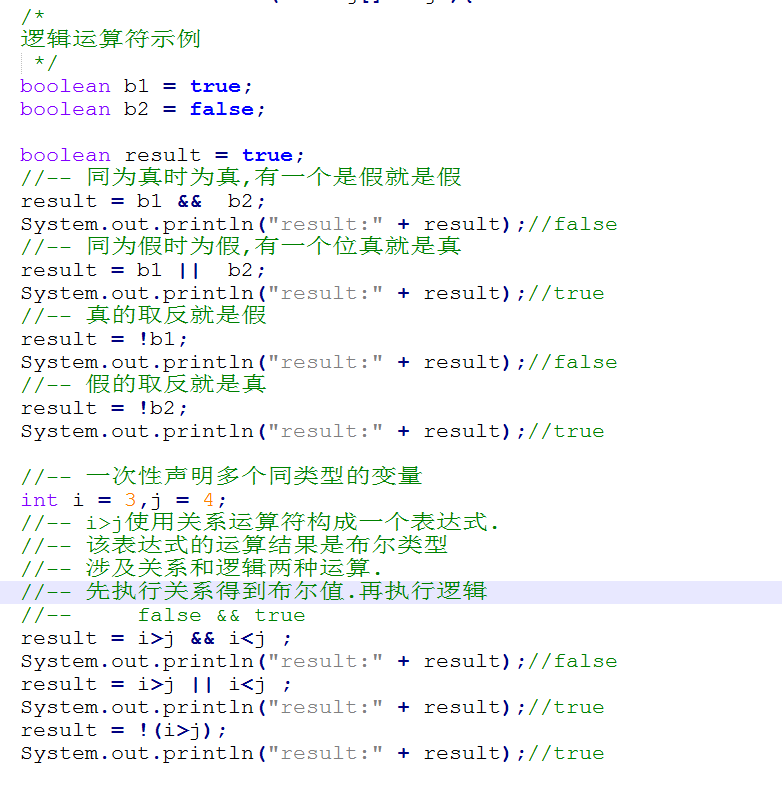 /*
逻辑运算符示例
*/
boolean b1 = true;
boolean b2 = false;
boolean result = true;
//-- 同为真时为真,有一个是假就是假
result = b1 &&  b2;
System.out.println("result:" + result);//false
//-- 同为假时为假,有一个位真就是真
result = b1 ||  b2;
System.out.println("result:" + result);//true
//-- 真的取反就是假
result = !b1;
System.out.println("result:" + result);//false
//-- 假的取反就是真
result = !b2;
System.out.println("result:" + result);//true
//-- 一次性声明多个同类型的变量
int i = 3,j = 4;
//-- i>j使用关系运算符构成一个表达式.
//-- 该表达式的运算结果是布尔类型
//-- 涉及关系和逻辑两种运算.
//-- 先执行关系得到布尔值.再执行逻辑
//--     false && true
result = i>j && i<j ;
System.out.println("result:" + result);//false
result = i>j || i<j ;
System.out.println("result:" + result);//true
result = !(i>j);
System.out.println("result:" + result);//true